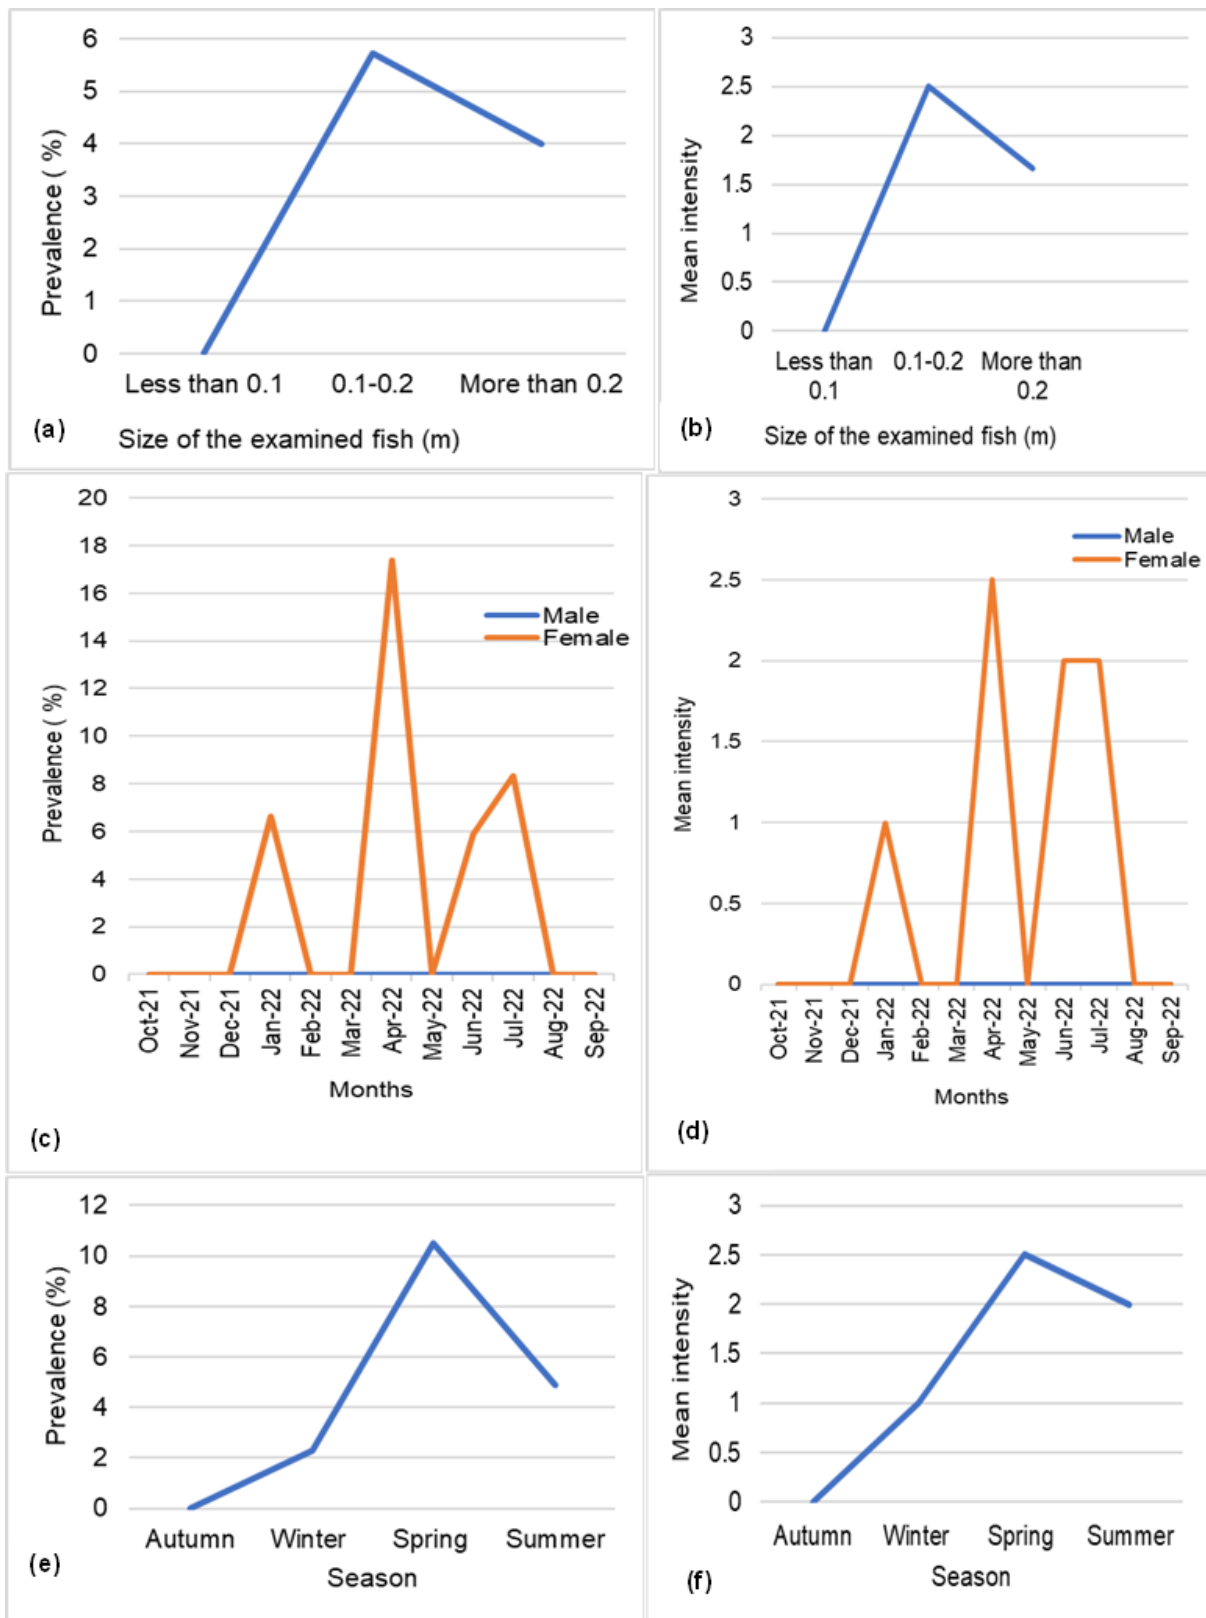 6
5
4
3
2
1
0
Prevalence ( %)
Less than 0.1 0.1-0.2 More than 0.2
(a) Size of the examined fish (m)
3
2.5
2
1.5
1
0.5
0
Mean intensity
Less than 0.1-0.2 More than
0.1 0.2
(b) Size of the examined fish (m)
20
18
16
14
12
10
8
6
4
2
0
Prevalence ( %)
Male
Female
Oct-21 Nov-21 Dec-21 Jan-22 Feb-22 Mar-22 Apr-22 May-22 Jun-22 Jul-22 Aug-22 Sep-22
Months
(c)
3
2.5
2
1.5
1
0.5
0
Mean intensity
Male
Female
Oct-21 Nov-21 Dec-21 Jan-22 Feb-22 Mar-22 Apr-22 May-22 Jun-22 Jul-22 Aug-22 Sep-22
Months
(d)
12
10
8
6
4
2
0
Prevalence (%)
Autumn Winter Spring Summer
(e) Season
3
2.5
2
1.5
1
0.5
0
Mean intensity
Autumn Winter Spring Summer
(f) Season